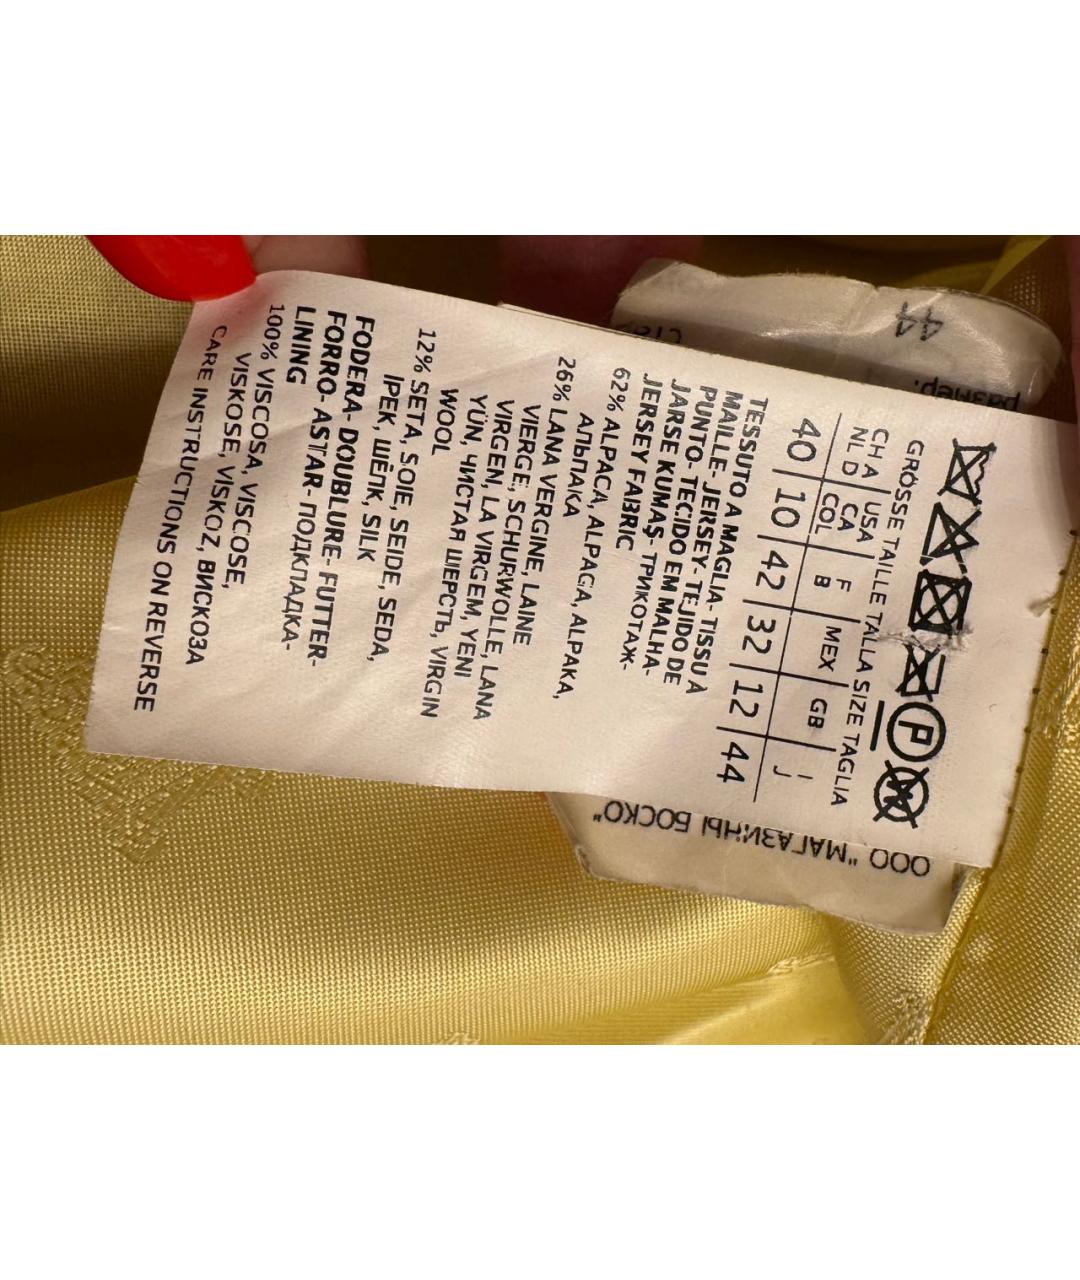 GRÖSSE TAILLE TALLA SIZE TAGLIA
CH A USA F MEX GB I
NL D CA B J
COL
40 10 42 32 12 44
TESSUTO A MAGLIA- TISSU À
MAILLE- JERSEY- TEJIDO DE
PUNTO- TECIDO EM MALHA-
JARSE KUMAŞ- ТРИКОТАЖ-
JERSEY FABRIC
62% ALPACA, ALPAGA, ALPAKA,
АЛЬПАКА
26% LANA VERGINE, LAINE
VIERGE, SCHURWOLLE, LANA
VIRGEN, LA VIRGEM, YENI
YÜN, ЧИСТАЯ ШЕРСТЬ, VIRGIN
WOOL
12% SETA, SOIE, SEIDE, SEDA,
IPEK, ШЁЛК, SILK
FODERA- DOUBLURE- FUTTER-
FORRO- ASTAR- ПОДКЛАДКА-
LINING
100% VISCOSA, VISCOSE,
VISKOSE, VISKOZ, ВИСКОЗА
CARE INSTRUCTIONS ON REVERSE
ООО "МАГАЗИНЫ БОСКО"
размер.
44